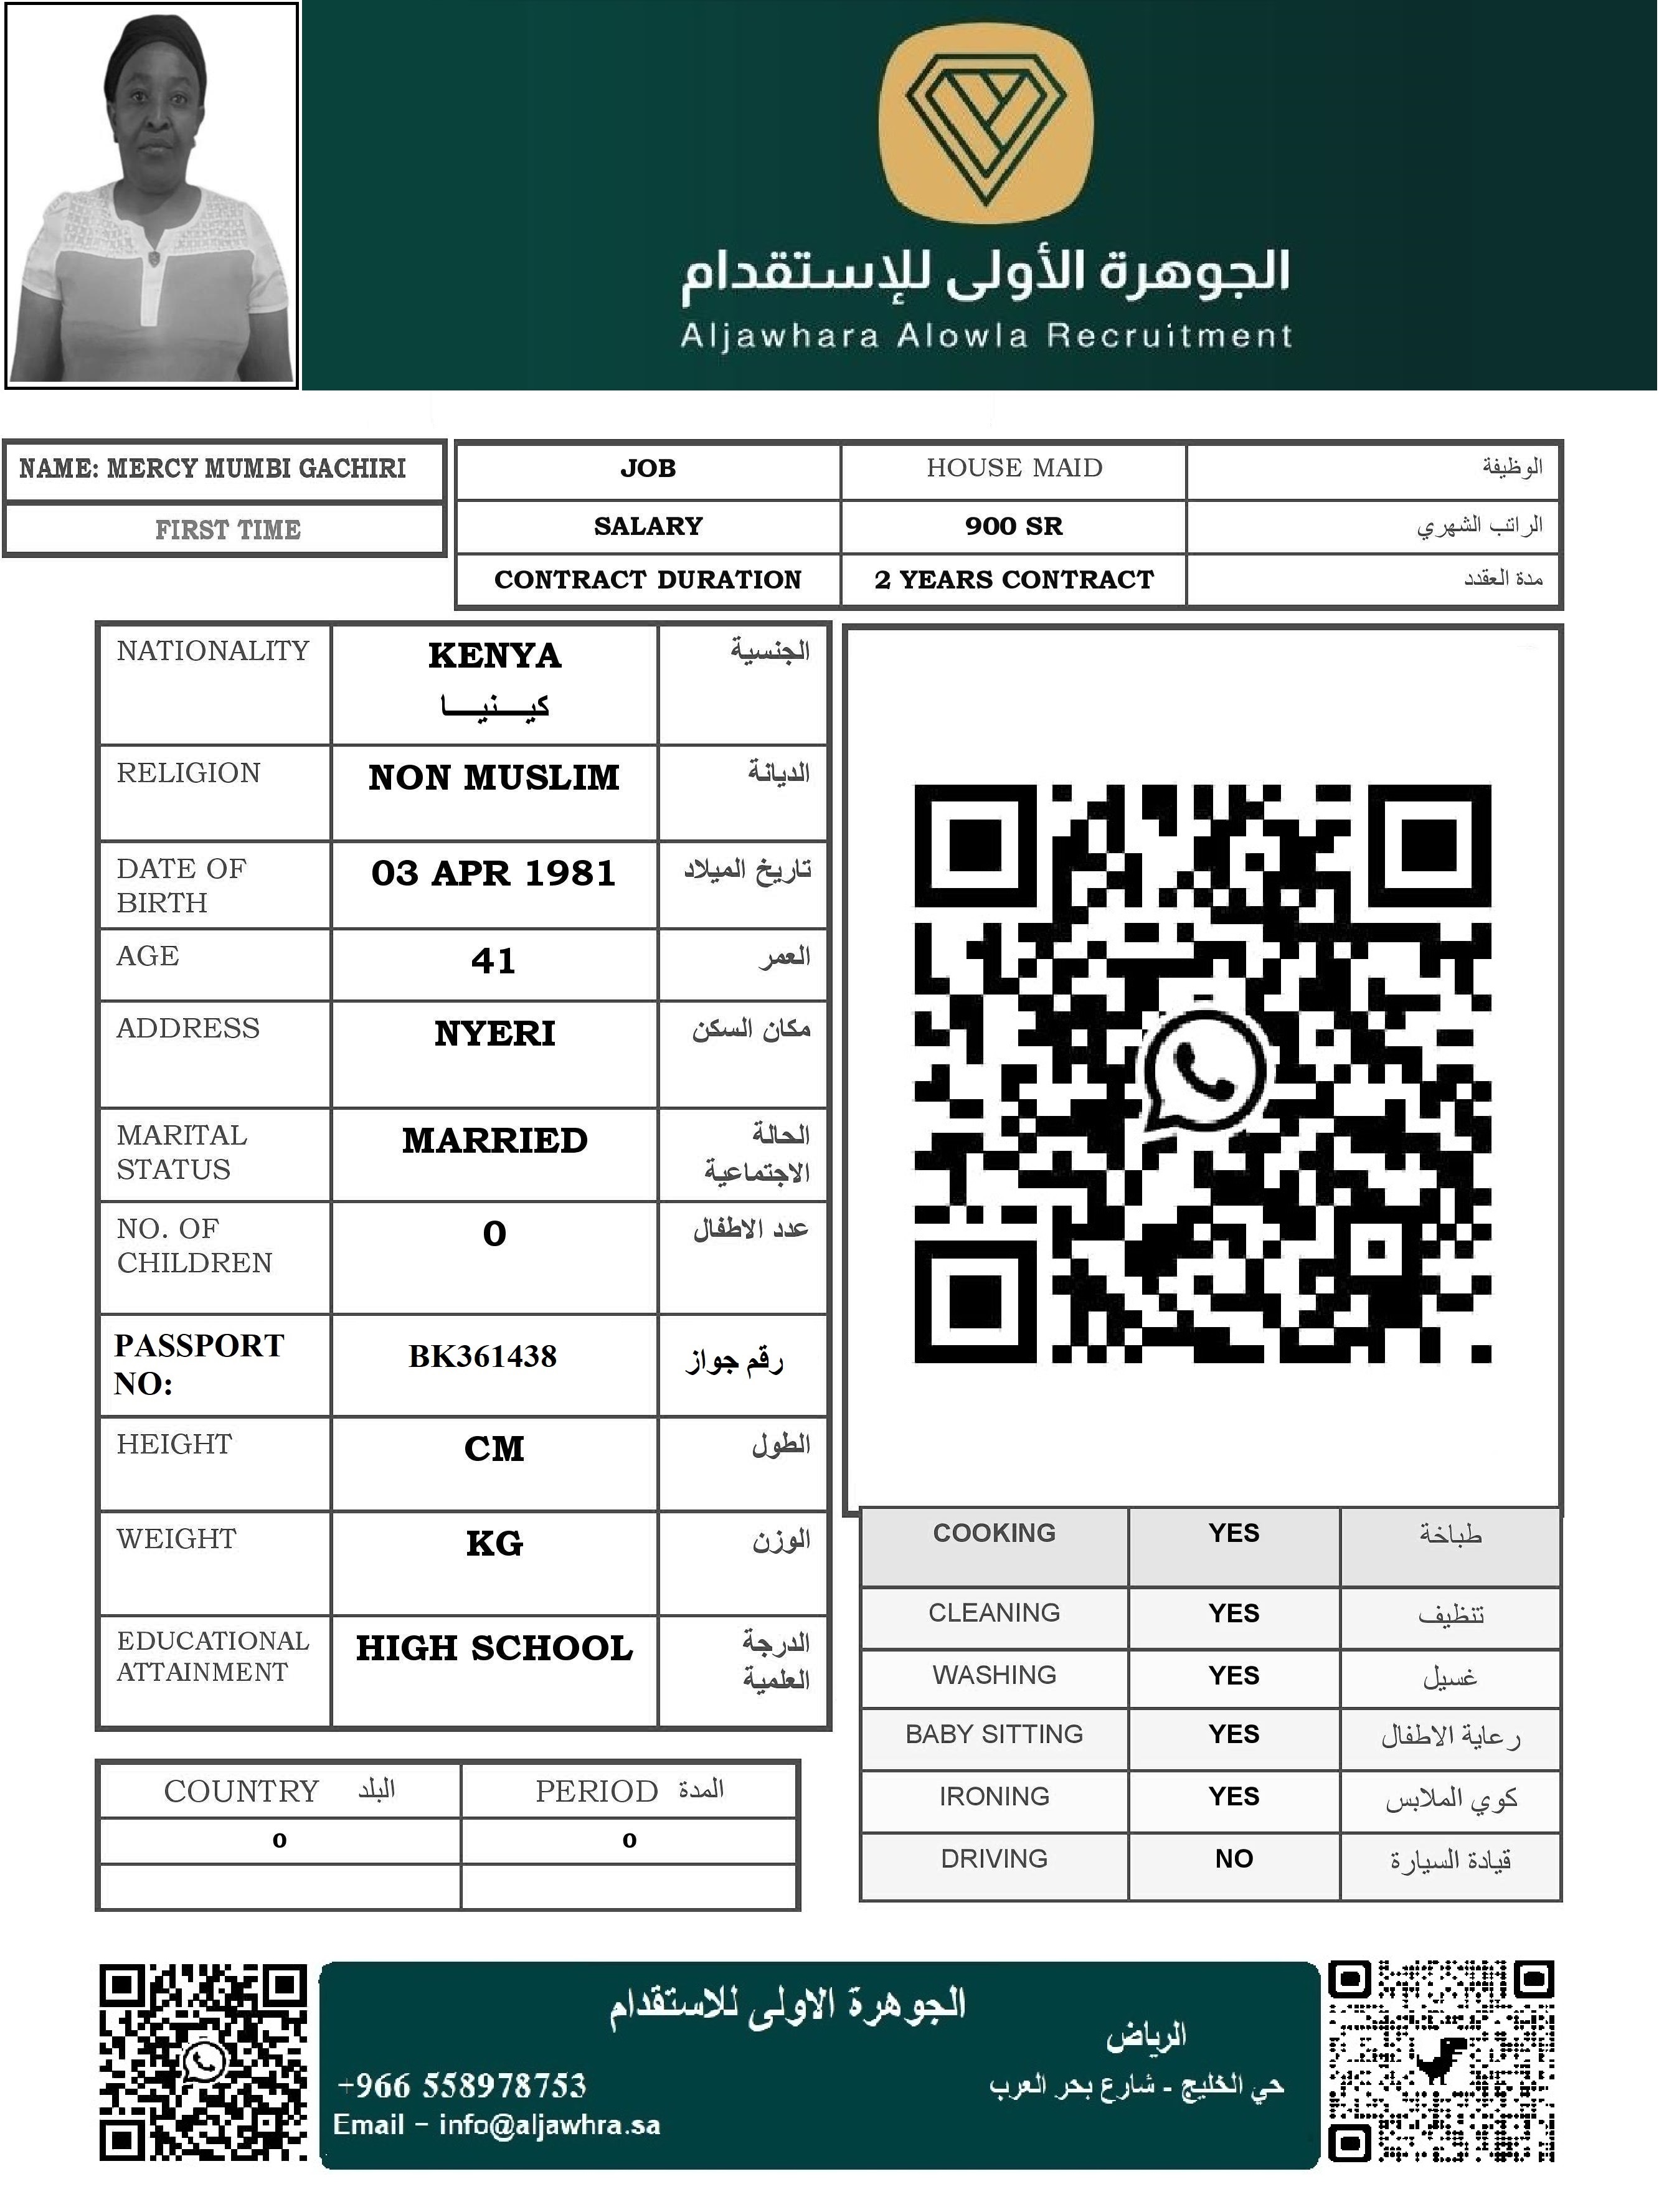 الجوهرة الأولى للإستقدام
Aljawhara Alowla Recruitment
NAME: MERCY MUMBI GACHIRI
FIRST TIME
JOB HOUSE MAID الوظيفة
SALARY 900 SR الراتب الشهري
CONTRACT DURATION 2 YEARS CONTRACT مدة العقدد
NATIONALITY KENYA الجنسية
كيـــنيـــا
RELIGION NON MUSLIM الديانة
DATE OF 03 APR 1981 تاريخ الميلاد
BIRTH
AGE 41 العمر
ADDRESS NYERI مكان السكن
MARITAL MARRIED الحالة
STATUS الاجتماعية
NO. OF 0 عدد الاطفال
CHILDREN
PASSPORT BK361438 رقم جواز
NO:
HEIGHT CM الطول
WEIGHT KG الوزن
EDUCATIONAL HIGH SCHOOL الدرجة
ATTAINMENT العلمية
COOKING YES طباخة
CLEANING YES تنظيف
WASHING YES غسيل
BABY SITTING YES رعاية الاطفال
IRONING YES كوي الملابس
DRIVING NO قيادة السيارة
COUNTRY البلد PERIOD المدة
0 0
الجوهرة الاولى للاستقدام
الرياض
حي الخليج - شارع بحر العرب
+966 558978753
Email – info@aljawhra.sa